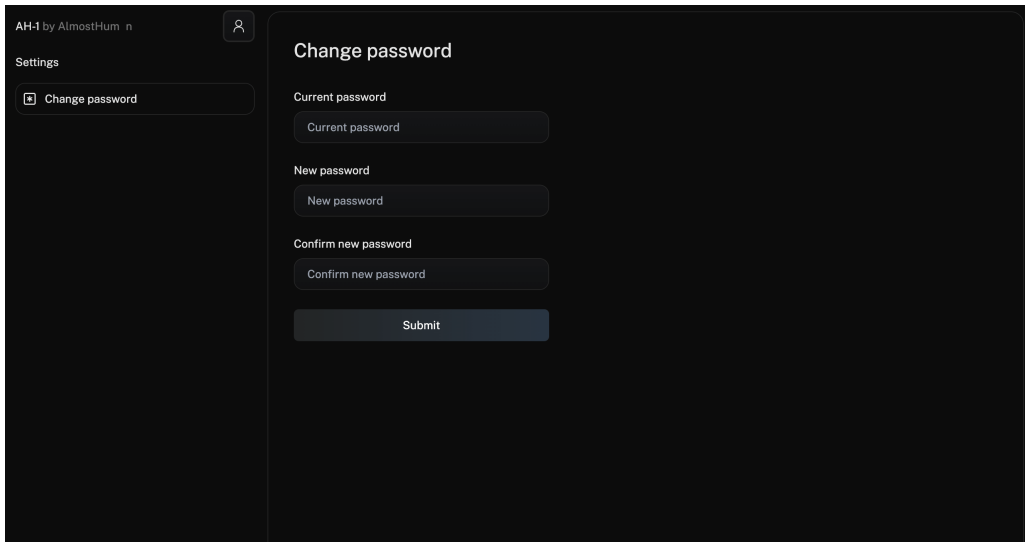 AH-1 by AlmostHum n
Settings
Change password
Change password
Current password
Current password
New password
New password
Confirm new password
Confirm new password
Submit